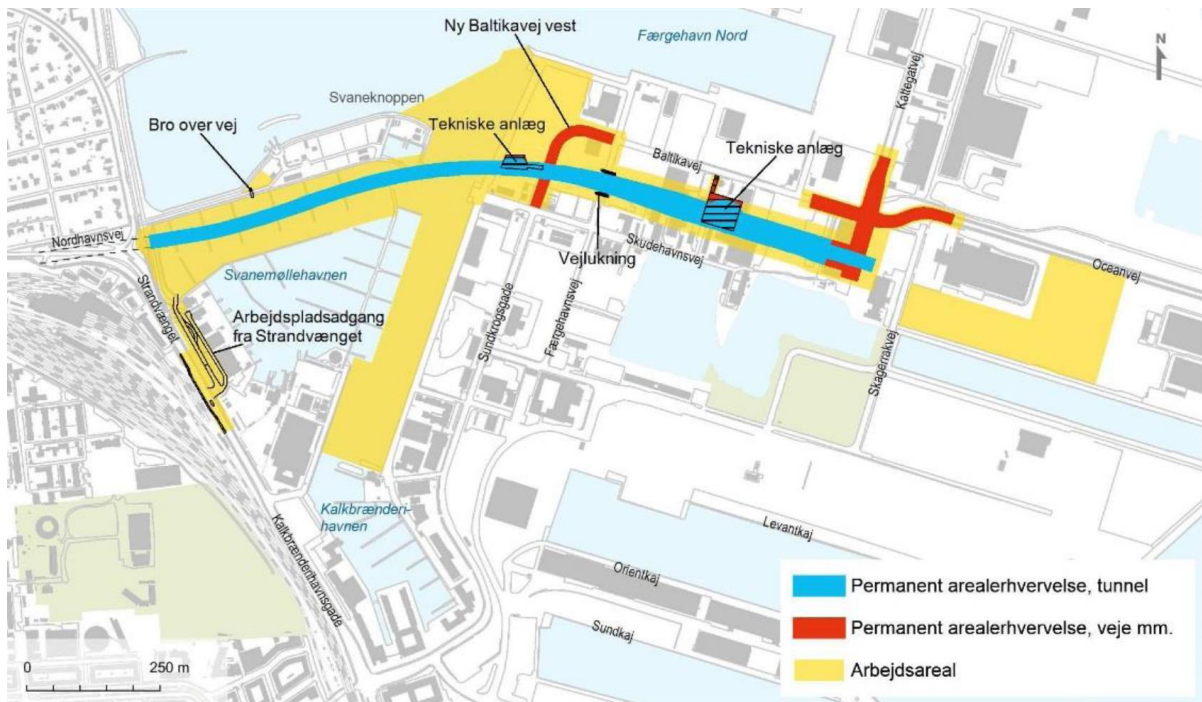 Ny Baltikavej vest
Færgehavn Nord
N
Kattegatvej
Svaneknoppen
Bro over vej
Tekniske anlæg
Baltikavej
Tekniske anlæg
Nordhavnsvej
Skudehavnsvej
Vejlukning
Oceanvej
Svanemøllehavnen
Strandvænget
Arbejdspladsadgang
fra Strandvænget
Sundkrogsgade
Færgehavnsvej
Skagerrakvej
Kalkbrænderi-
havnen
Kalkbrænderihavnsgade
Levantkaj
Orientkaj
Sundkaj
Permanent arealerhvervelse, tunnel
Permanent arealerhvervelse, veje mm.
Arbejdsareal
0 250 m